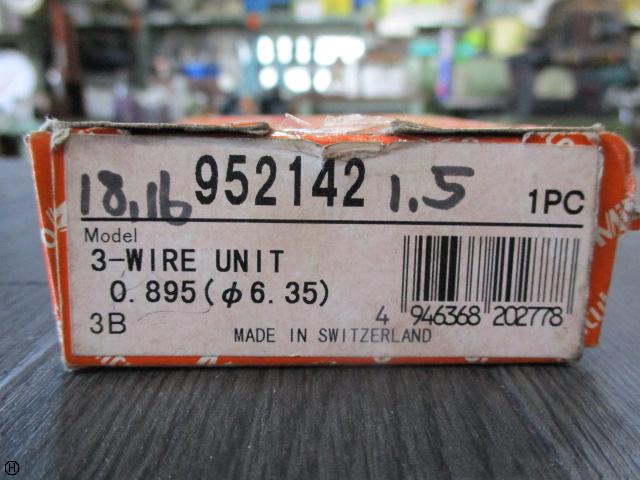 18,16 952142 1.5 1PC
Model
3-WIRE UNIT
0.895(φ6.35)
3B
MADE IN SWITZERLAND
4 946368 202778
H